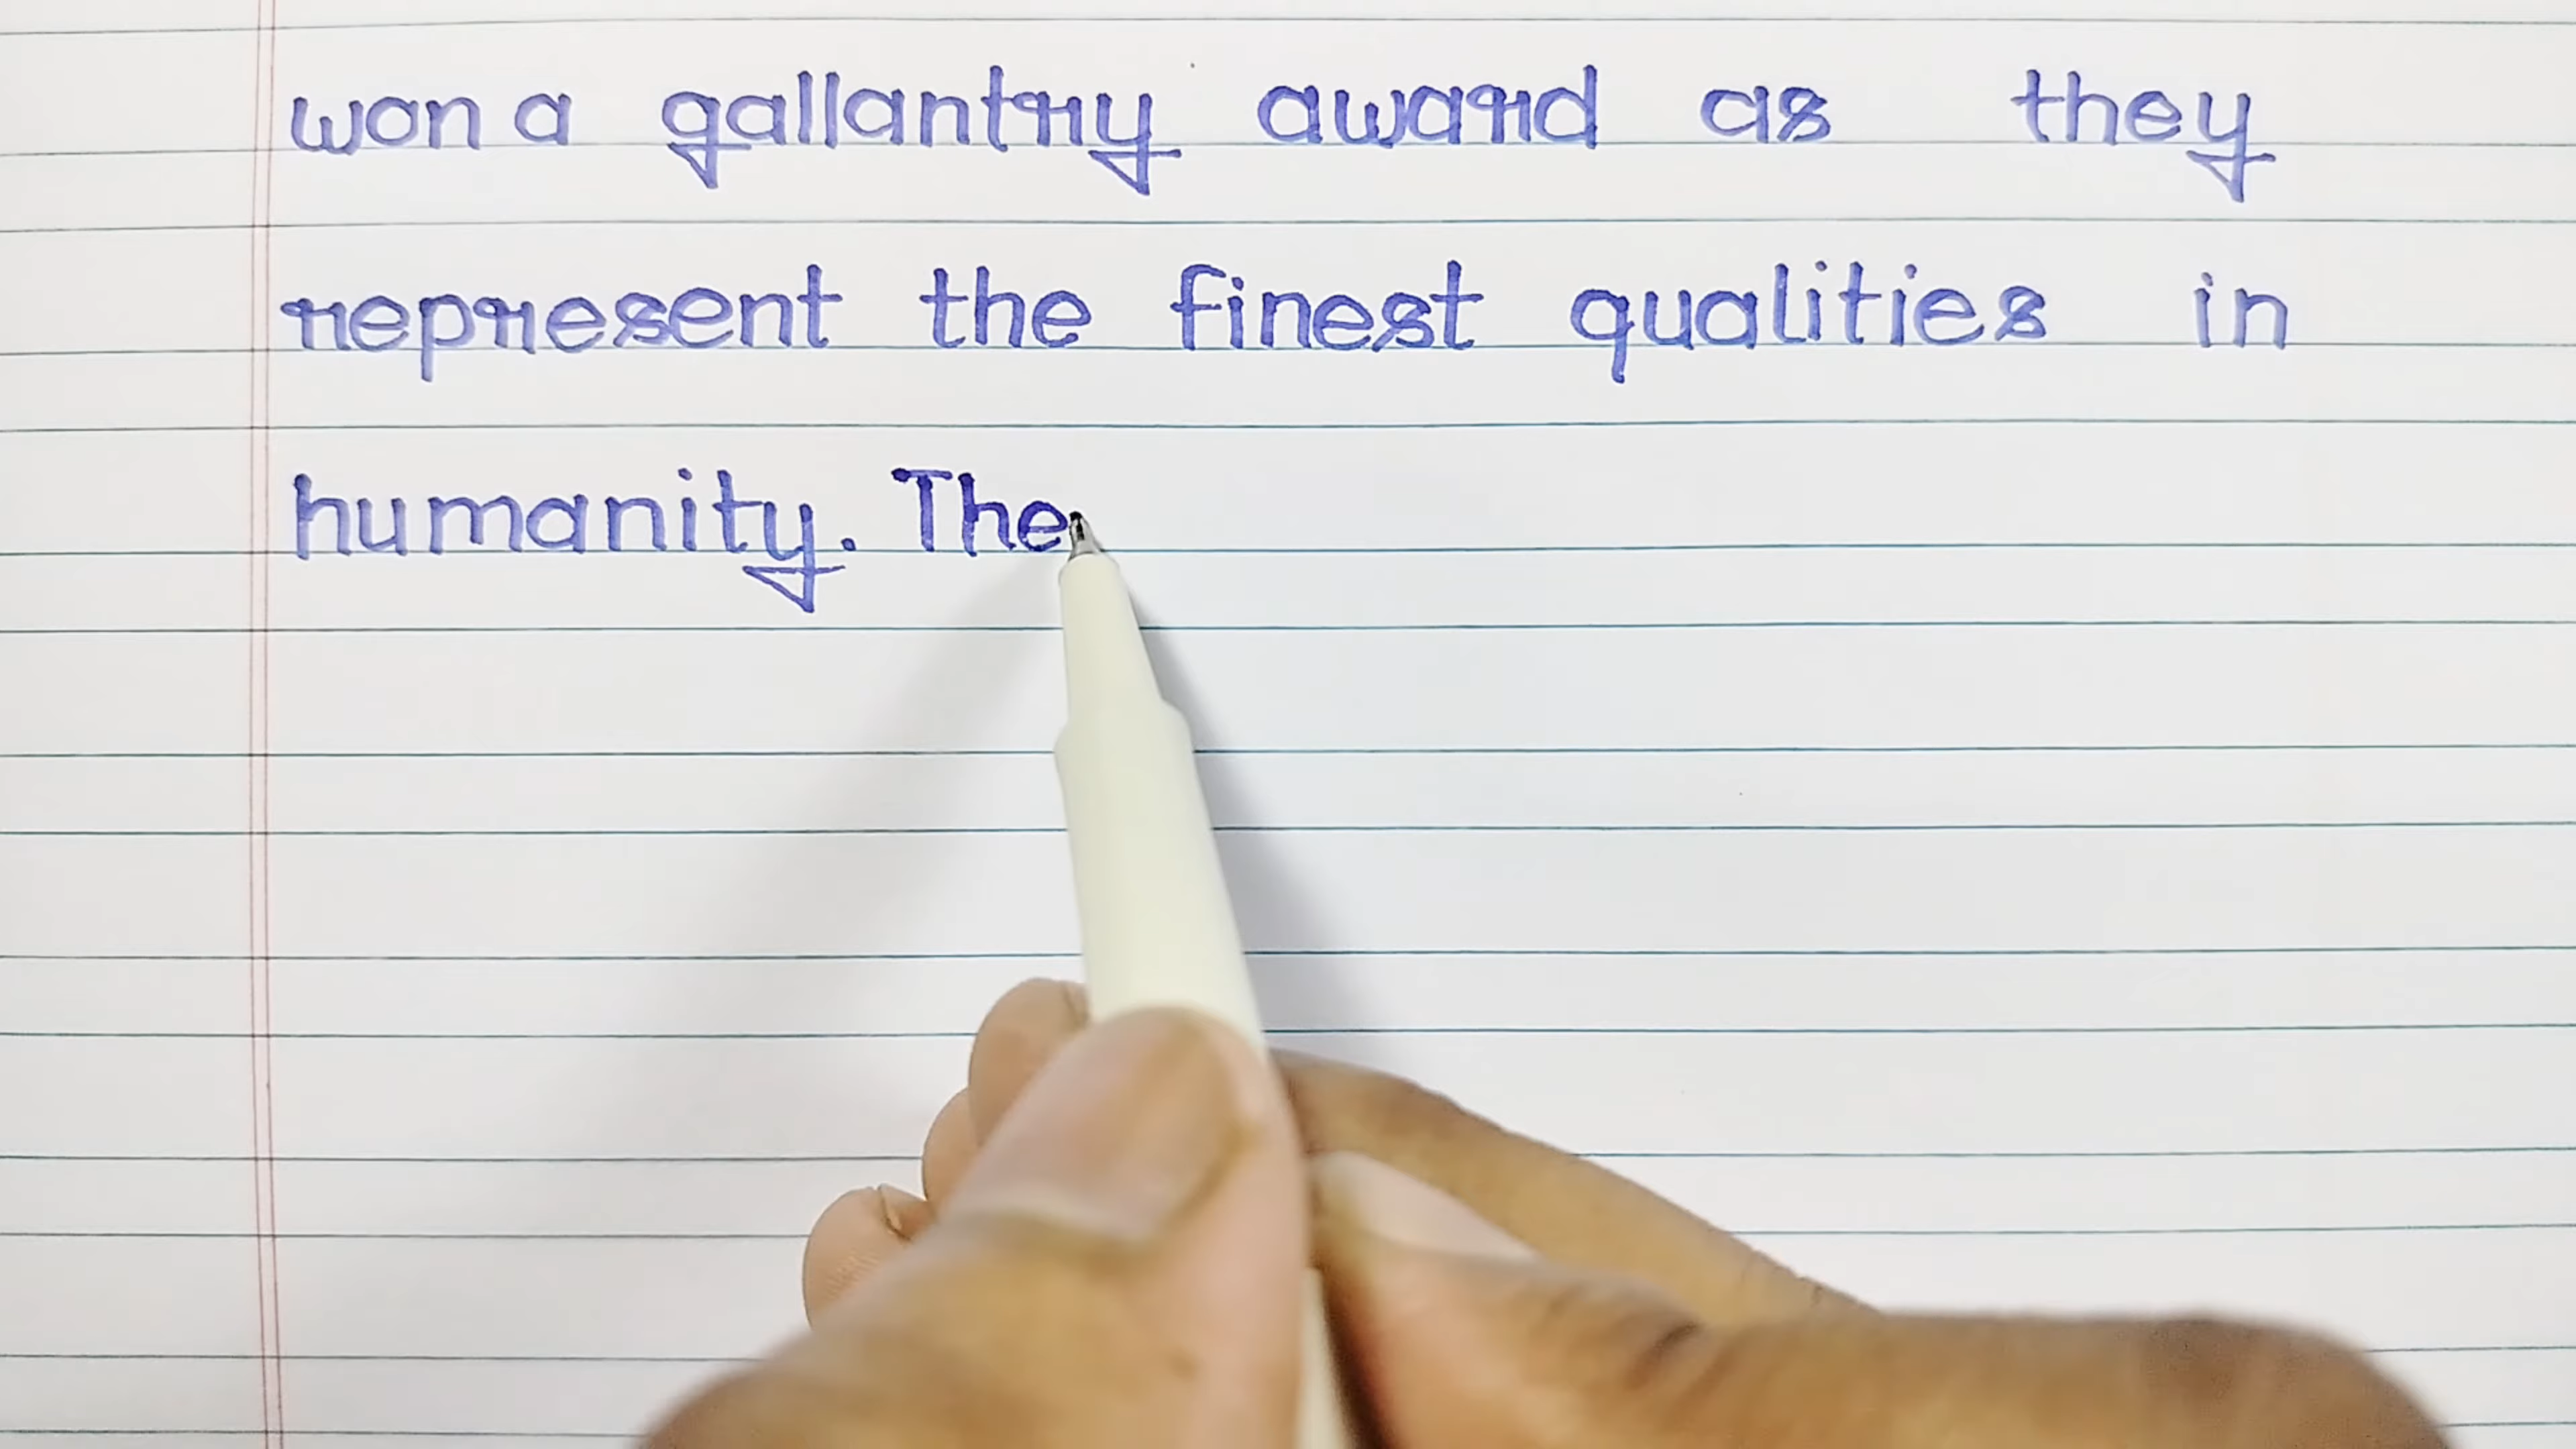 won a gallantry award as they
represent the finest qualities in
humanity. The